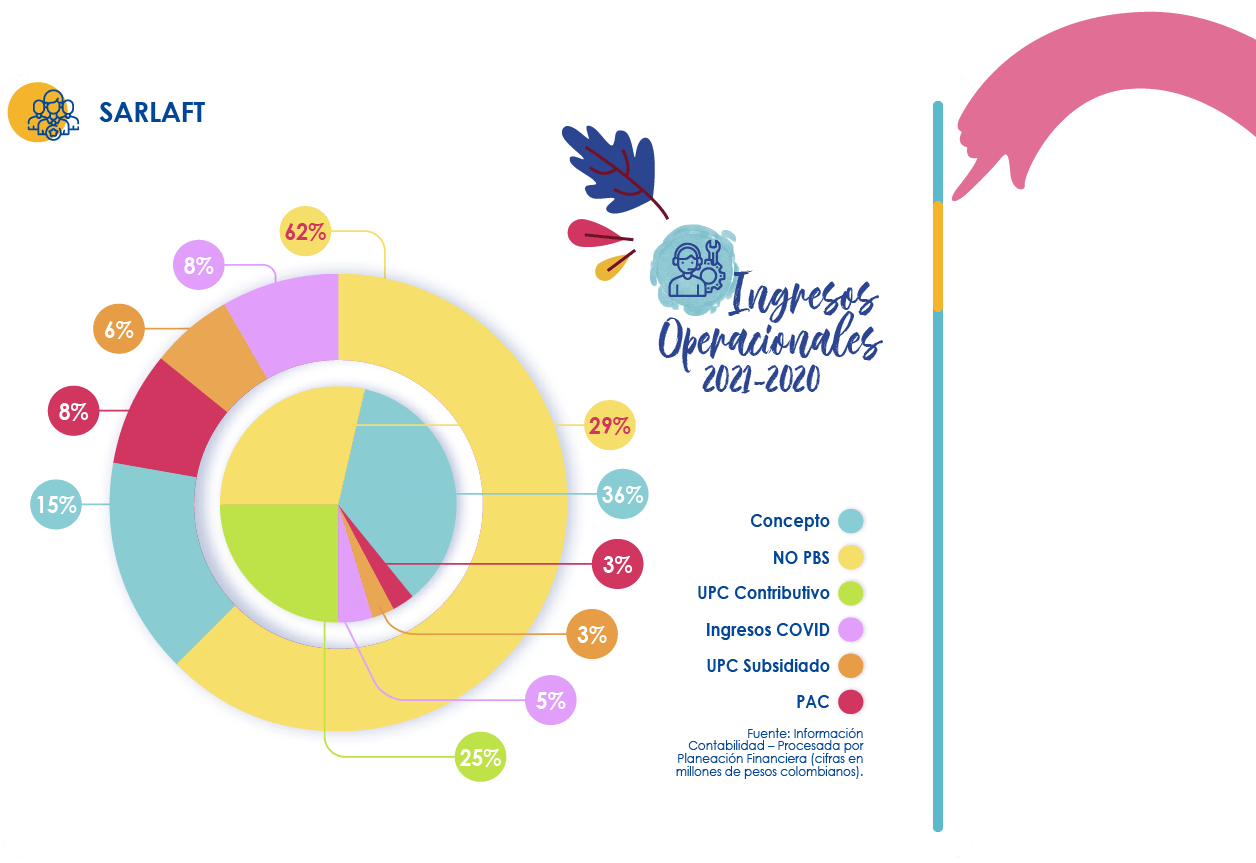 SARLAFT
Ingresos
Operacionales
2021-2020
62%
8%
6%
8%
15%
29%
36%
3%
3%
5%
25%
Concepto
NO PBS
UPC Contributivo
Ingresos COVID
UPC Subsidiado
PAC
Fuente: Información
Contabilidad – Procesada por
Planeación Financiera (cifras en
millones de pesos colombianos).